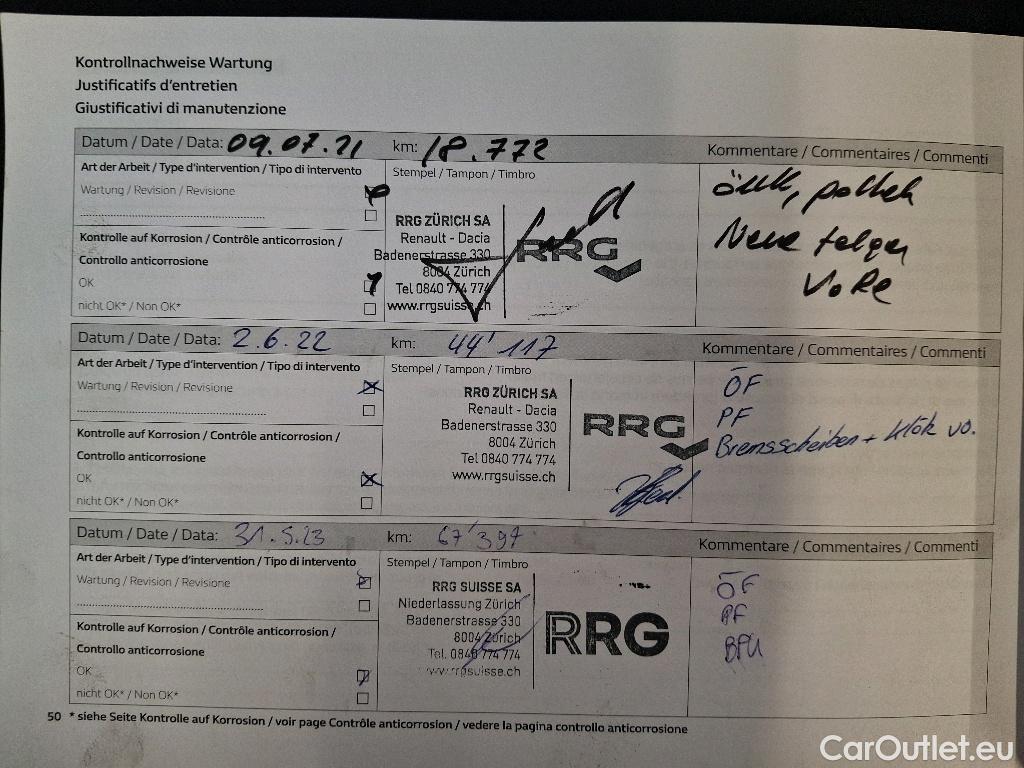 Kontrollnachweise Wartung
Justificatifs d'entretien
Giustificativi di manutenzione
Datum / Date / Data: 09.07.21 km: 18.772 Kommentare / Commentaires / Commenti
Art der Arbeit / Type d'intervention / Tipo di intervento
Stempel / Tampon / Timbro
Wartung / Revision / Revisione
Kontrolle auf Korrosion / Contrôle anticorrosion /
Controllo anticorrosione
OK
nicht OK* / Non OK*
RRG ZÜRICH SA
Renault - Dacia
Badenerstrasse 330
8004 Zürich
Tel 0840 774 774
www.rrgsuisse.ch
RRG
Neue felgen
Datum / Date / Data: 2.6.22 km: 44'117 Kommentare / Commentaires / Commenti
Art der Arbeit / Type d'intervention / Tipo di intervento
Stempel / Tampon / Timbro
Wartung / Revision / Revisione
Kontrolle auf Korrosion / Contrôle anticorrosion /
Controllo anticorrosione
OK
nicht OK* / Non OK*
RRG ZÜRICH SA
Renault - Dacia
Badenerstrasse 330
8004 Zürich
Tel 0840 774 774
www.rrgsuisse.ch
RRG
ÖF
PF
Bremsscheiben + Klötz vo.
Datum / Date / Data: 31.5.23 km: 67'397 Kommentare / Commentaires / Commenti
Art der Arbeit / Type d'intervention / Tipo di intervento
Stempel / Tampon / Timbro
Wartung / Revision / Revisione
Kontrolle auf Korrosion / Contrôle anticorrosion /
Controllo anticorrosione
OK
nicht OK* / Non OK*
RRG SUISSE SA
Niederlassung Zürich
Badenerstrasse 330
8004 Zürich
Tel. 0840 774 774
www.rrgsuisse.ch
RRG
ÖF
PF
50 * siehe Seite Kontrolle auf Korrosion / voir page Contrôle anticorrosion / vedere la pagina controllo anticorrosione
CarOutlet.eu